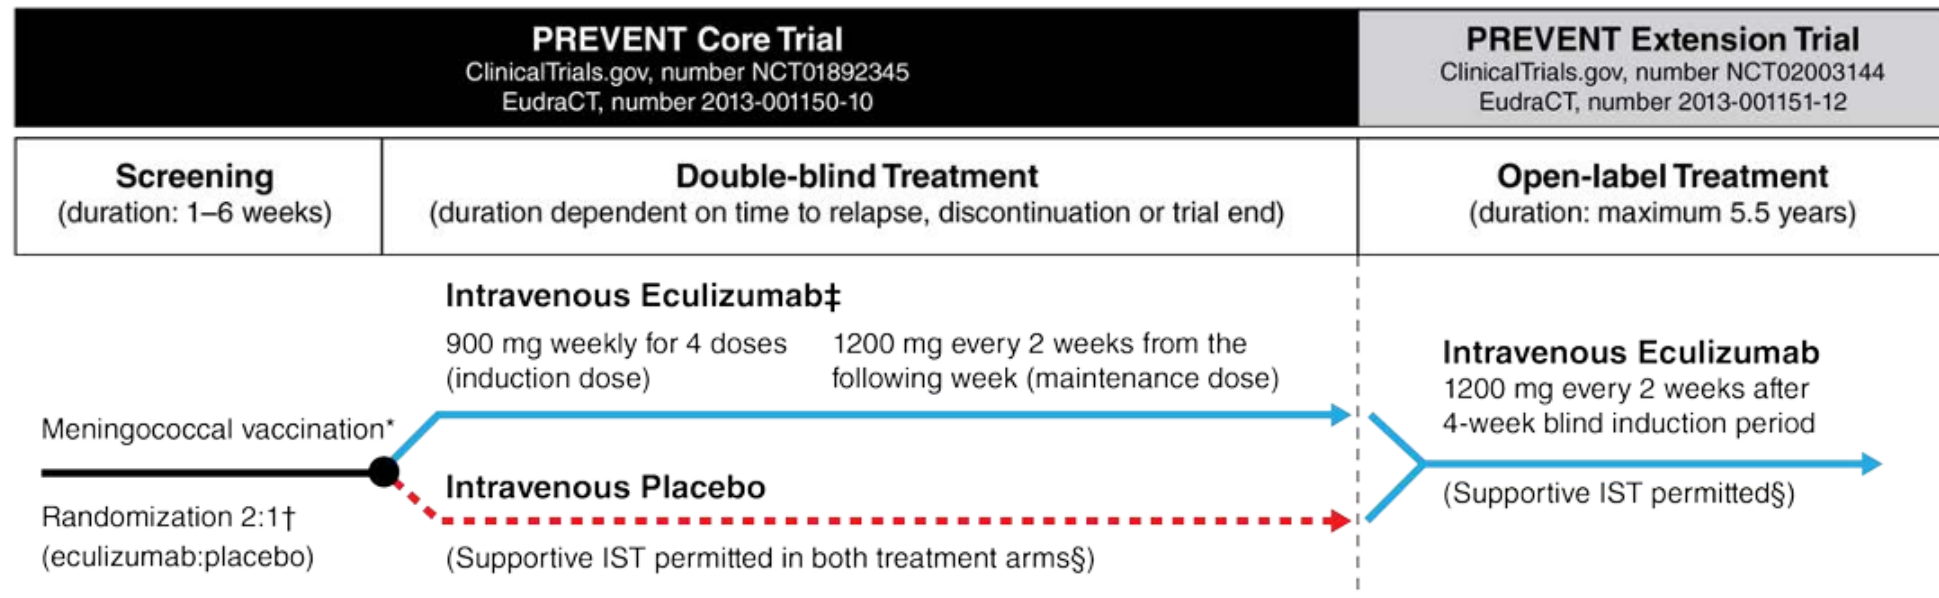 PREVENT Core Trial
ClinicalTrials.gov, number NCT01892345
EudraCT, number 2013-001150-10
PREVENT Extension Trial
ClinicalTrials.gov, number NCT02003144
EudraCT, number 2013-001151-12
Screening
(duration: 1–6 weeks)
Double-blind Treatment
(duration dependent on time to relapse, discontinuation or trial end)
Open-label Treatment
(duration: maximum 5.5 years)
Meningococcal vaccination*
Randomization 2:1†
(eculizumab:placebo)
Intravenous Eculizumab‡
900 mg weekly for 4 doses
(induction dose)
1200 mg every 2 weeks from the
following week (maintenance dose)
Intravenous Placebo
(Supportive IST permitted in both treatment arms§)
Intravenous Eculizumab
1200 mg every 2 weeks after
4-week blind induction period
(Supportive IST permitted§)